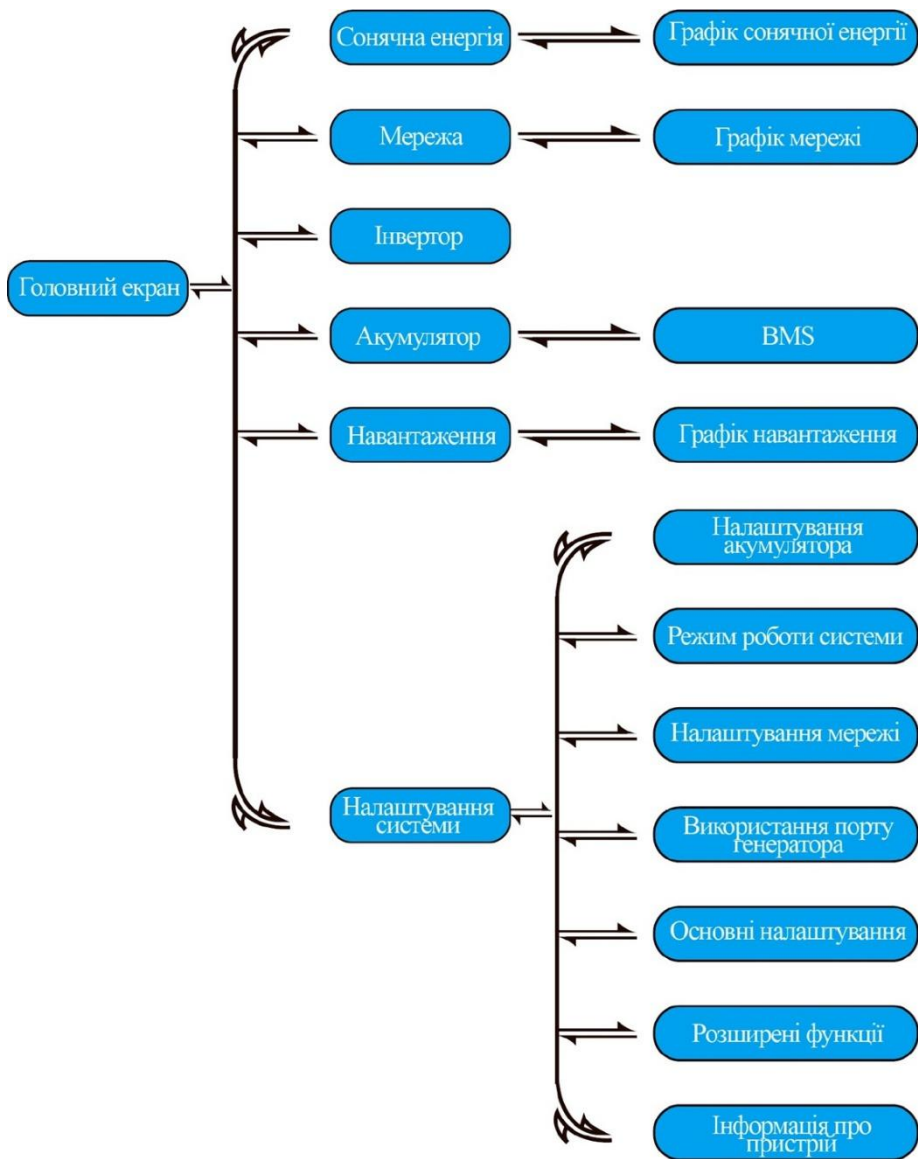 Сонячна енергія
Графік сонячної енергії
Мережа
Графік мережі
Інвертор
Головний екран
Акумулятор
BMS
Навантаження
Графік навантаження
Налаштування
акумулятора
Режим роботи системи
Налаштування мережі
Налаштування
системи
Використання порту
генератора
Основні налаштування
Розширені функції
Інформація про
пристрій